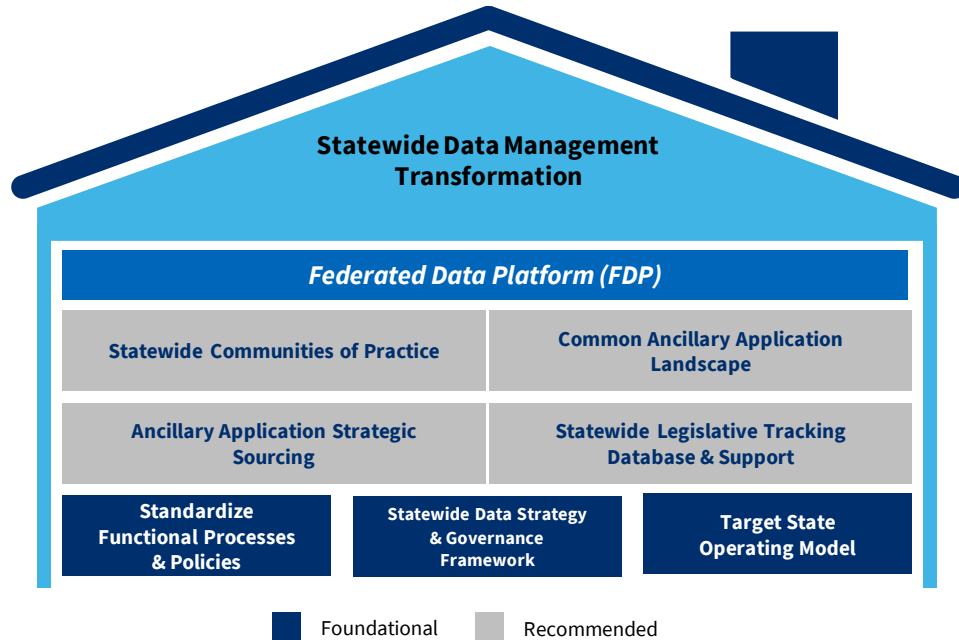 Statewide Data Management
Transformation
Federated Data Platform (FDP)
Statewide Communities of Practice
Common Ancillary Application
Landscape
Ancillary Application Strategic
Sourcing
Statewide Legislative Tracking
Database & Support
Standardize
Functional Processes
& Policies
Statewide Data Strategy
& Governance
Framework
Target State
Operating Model
Foundational
Recommended